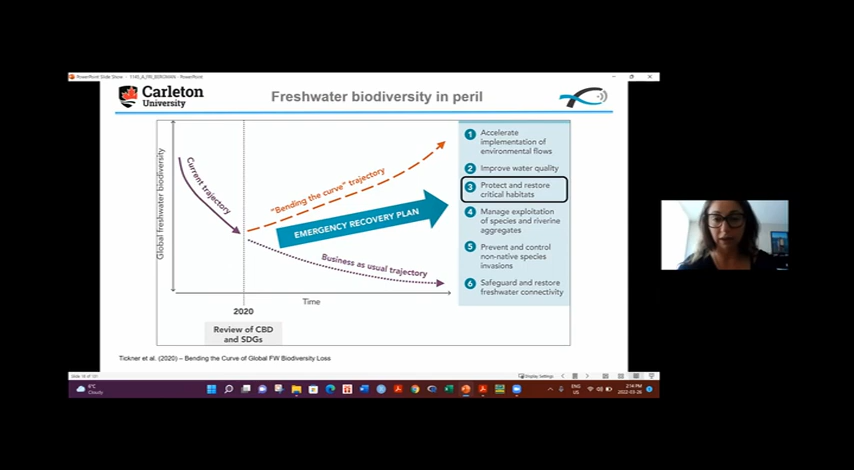 Carleton
University
Freshwater biodiversity in peril
Global freshwater biodiversity
Current trajectory
"Bending the curve" trajectory
EMERGENCY RECOVERY PLAN
Business as usual trajectory
2020
Time
Review of CBD
and SDGs
1 Accelerate
implementation of
environmental flows
2 Improve water quality
3 Protect and restore
critical habitats
4 Manage exploitation
of species and riverine
aggregates
5 Prevent and control
non-native species
invasions
6 Safeguard and restore
freshwater connectivity
Tickner et al. (2020) – Bending the Curve of Global FW Biodiversity Loss
Display Settings
6°C
Cloudy
ENG
US
2:14 PM
2022-03-26